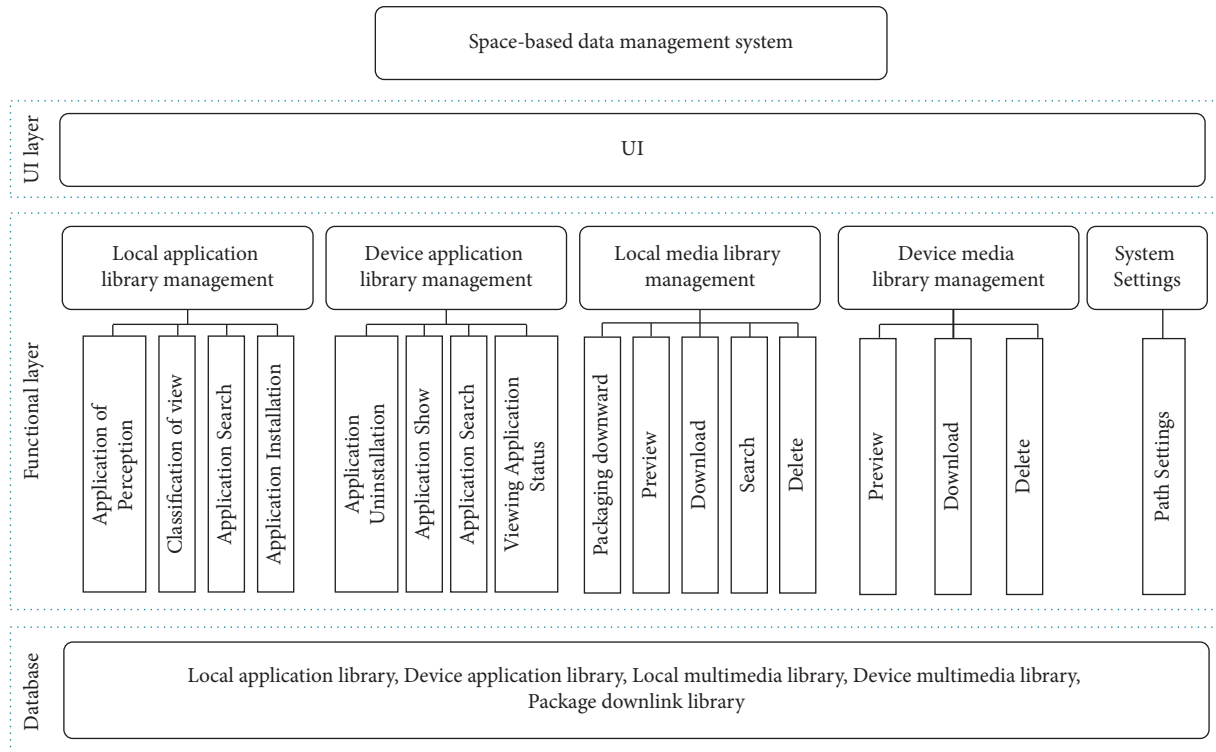 Space-based data management system
UI layer
UI
Functional layer
Local application
library management
Device application
library management
Local media library
management
Device media
library management
System
Settings
Application of
Perception
Classification of view
Application Search
Application Installation
Application
Uninstallation
Application Show
Application Search
Viewing Application
Status
Packaging downward
Preview
Download
Search
Delete
Preview
Download
Delete
Path Settings
Database
Local application library, Device application library, Local multimedia library, Device multimedia library,
Package downlink library